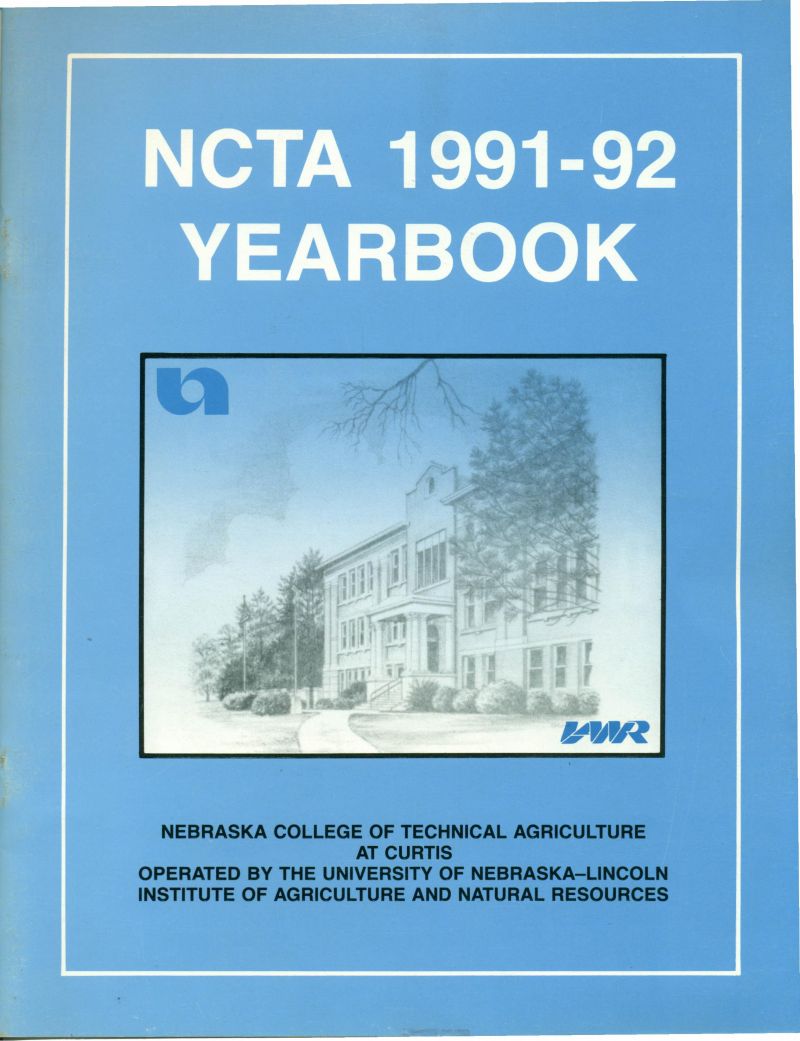 NCTA 1991-92
YEARBOOK
NEBRASKA COLLEGE OF TECHNICAL AGRICULTURE
AT CURTIS
OPERATED BY THE UNIVERSITY OF NEBRASKA–LINCOLN
INSTITUTE OF AGRICULTURE AND NATURAL RESOURCES